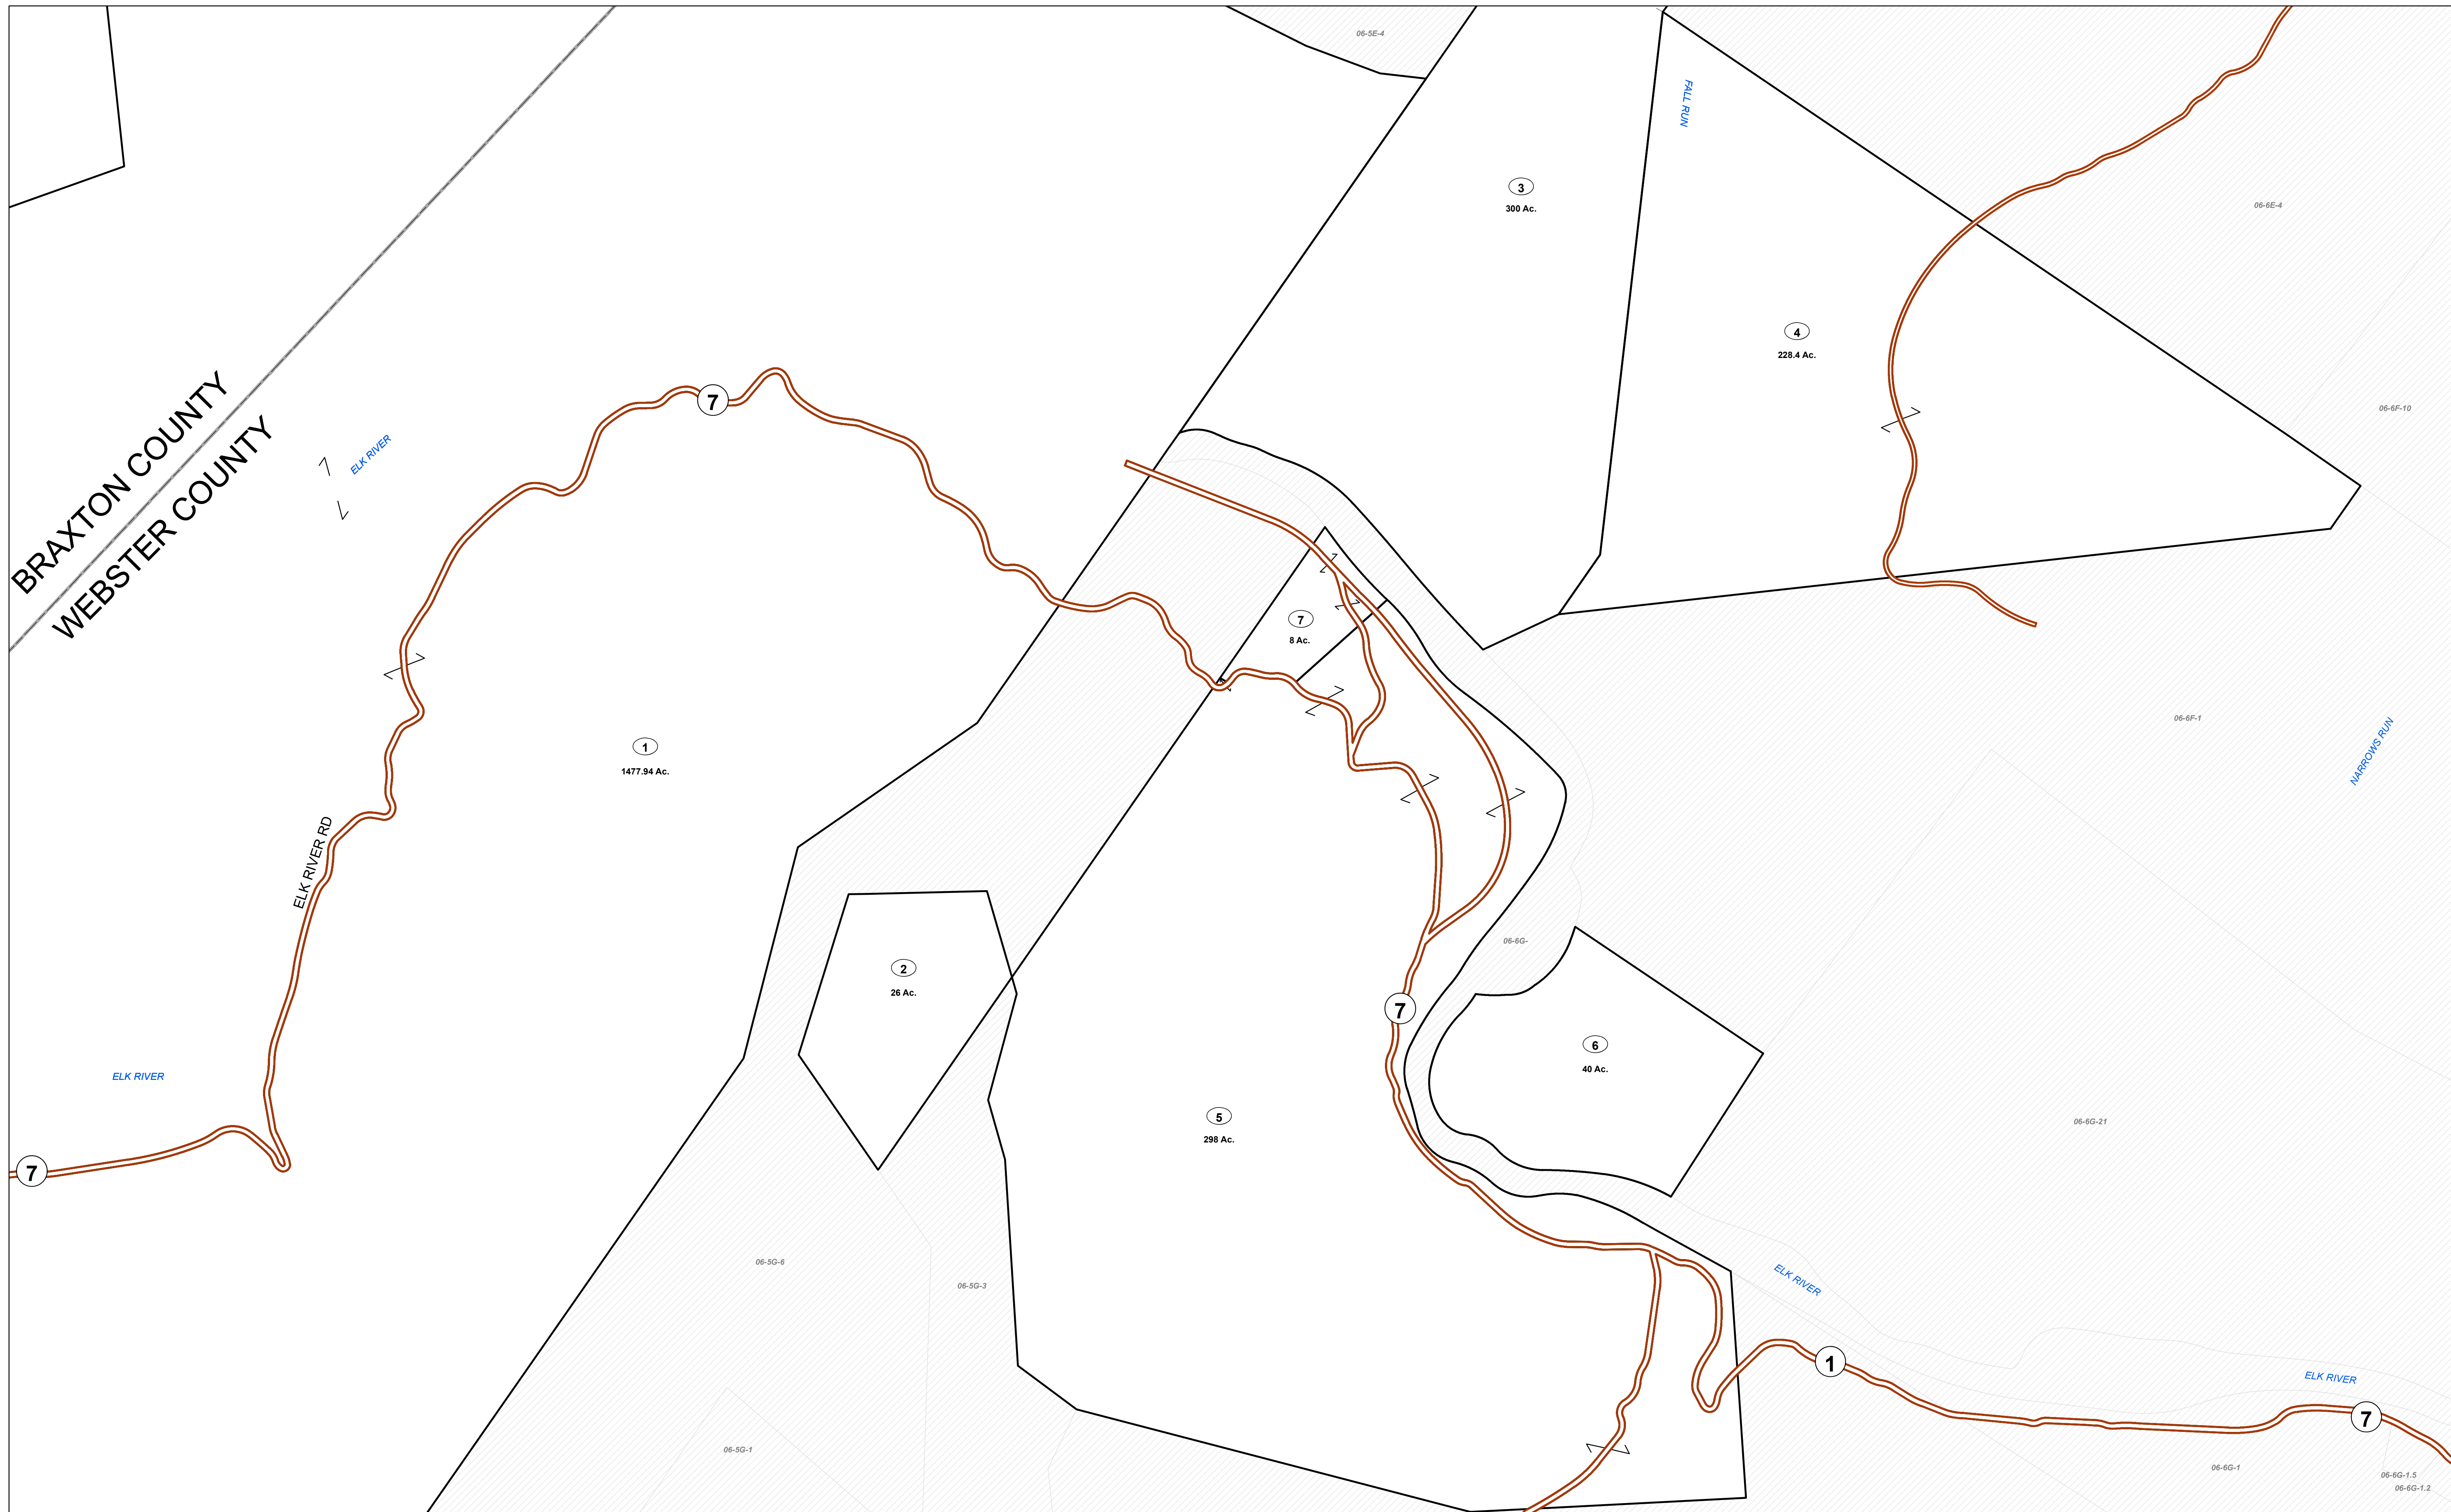 06-5E-4
FALL RUN
3
300 Ac.
06-6E-4
4
228.4 Ac.
7
06-6F-10
BRAXTON COUNTY
WEBSTER COUNTY
ELK RIVER
7
8 Ac.
06-6F-1
NARROWS RUN
1
1477.94 Ac.
ELK RIVER RD
06-6G-
2
26 Ac.
7
6
40 Ac.
ELK RIVER
5
298 Ac.
06-6G-21
7
06-5G-6
06-5G-3
ELK RIVER
1
ELK RIVER
7
06-5G-1
06-6G-1
06-6G-1.5
06-6G-1.2